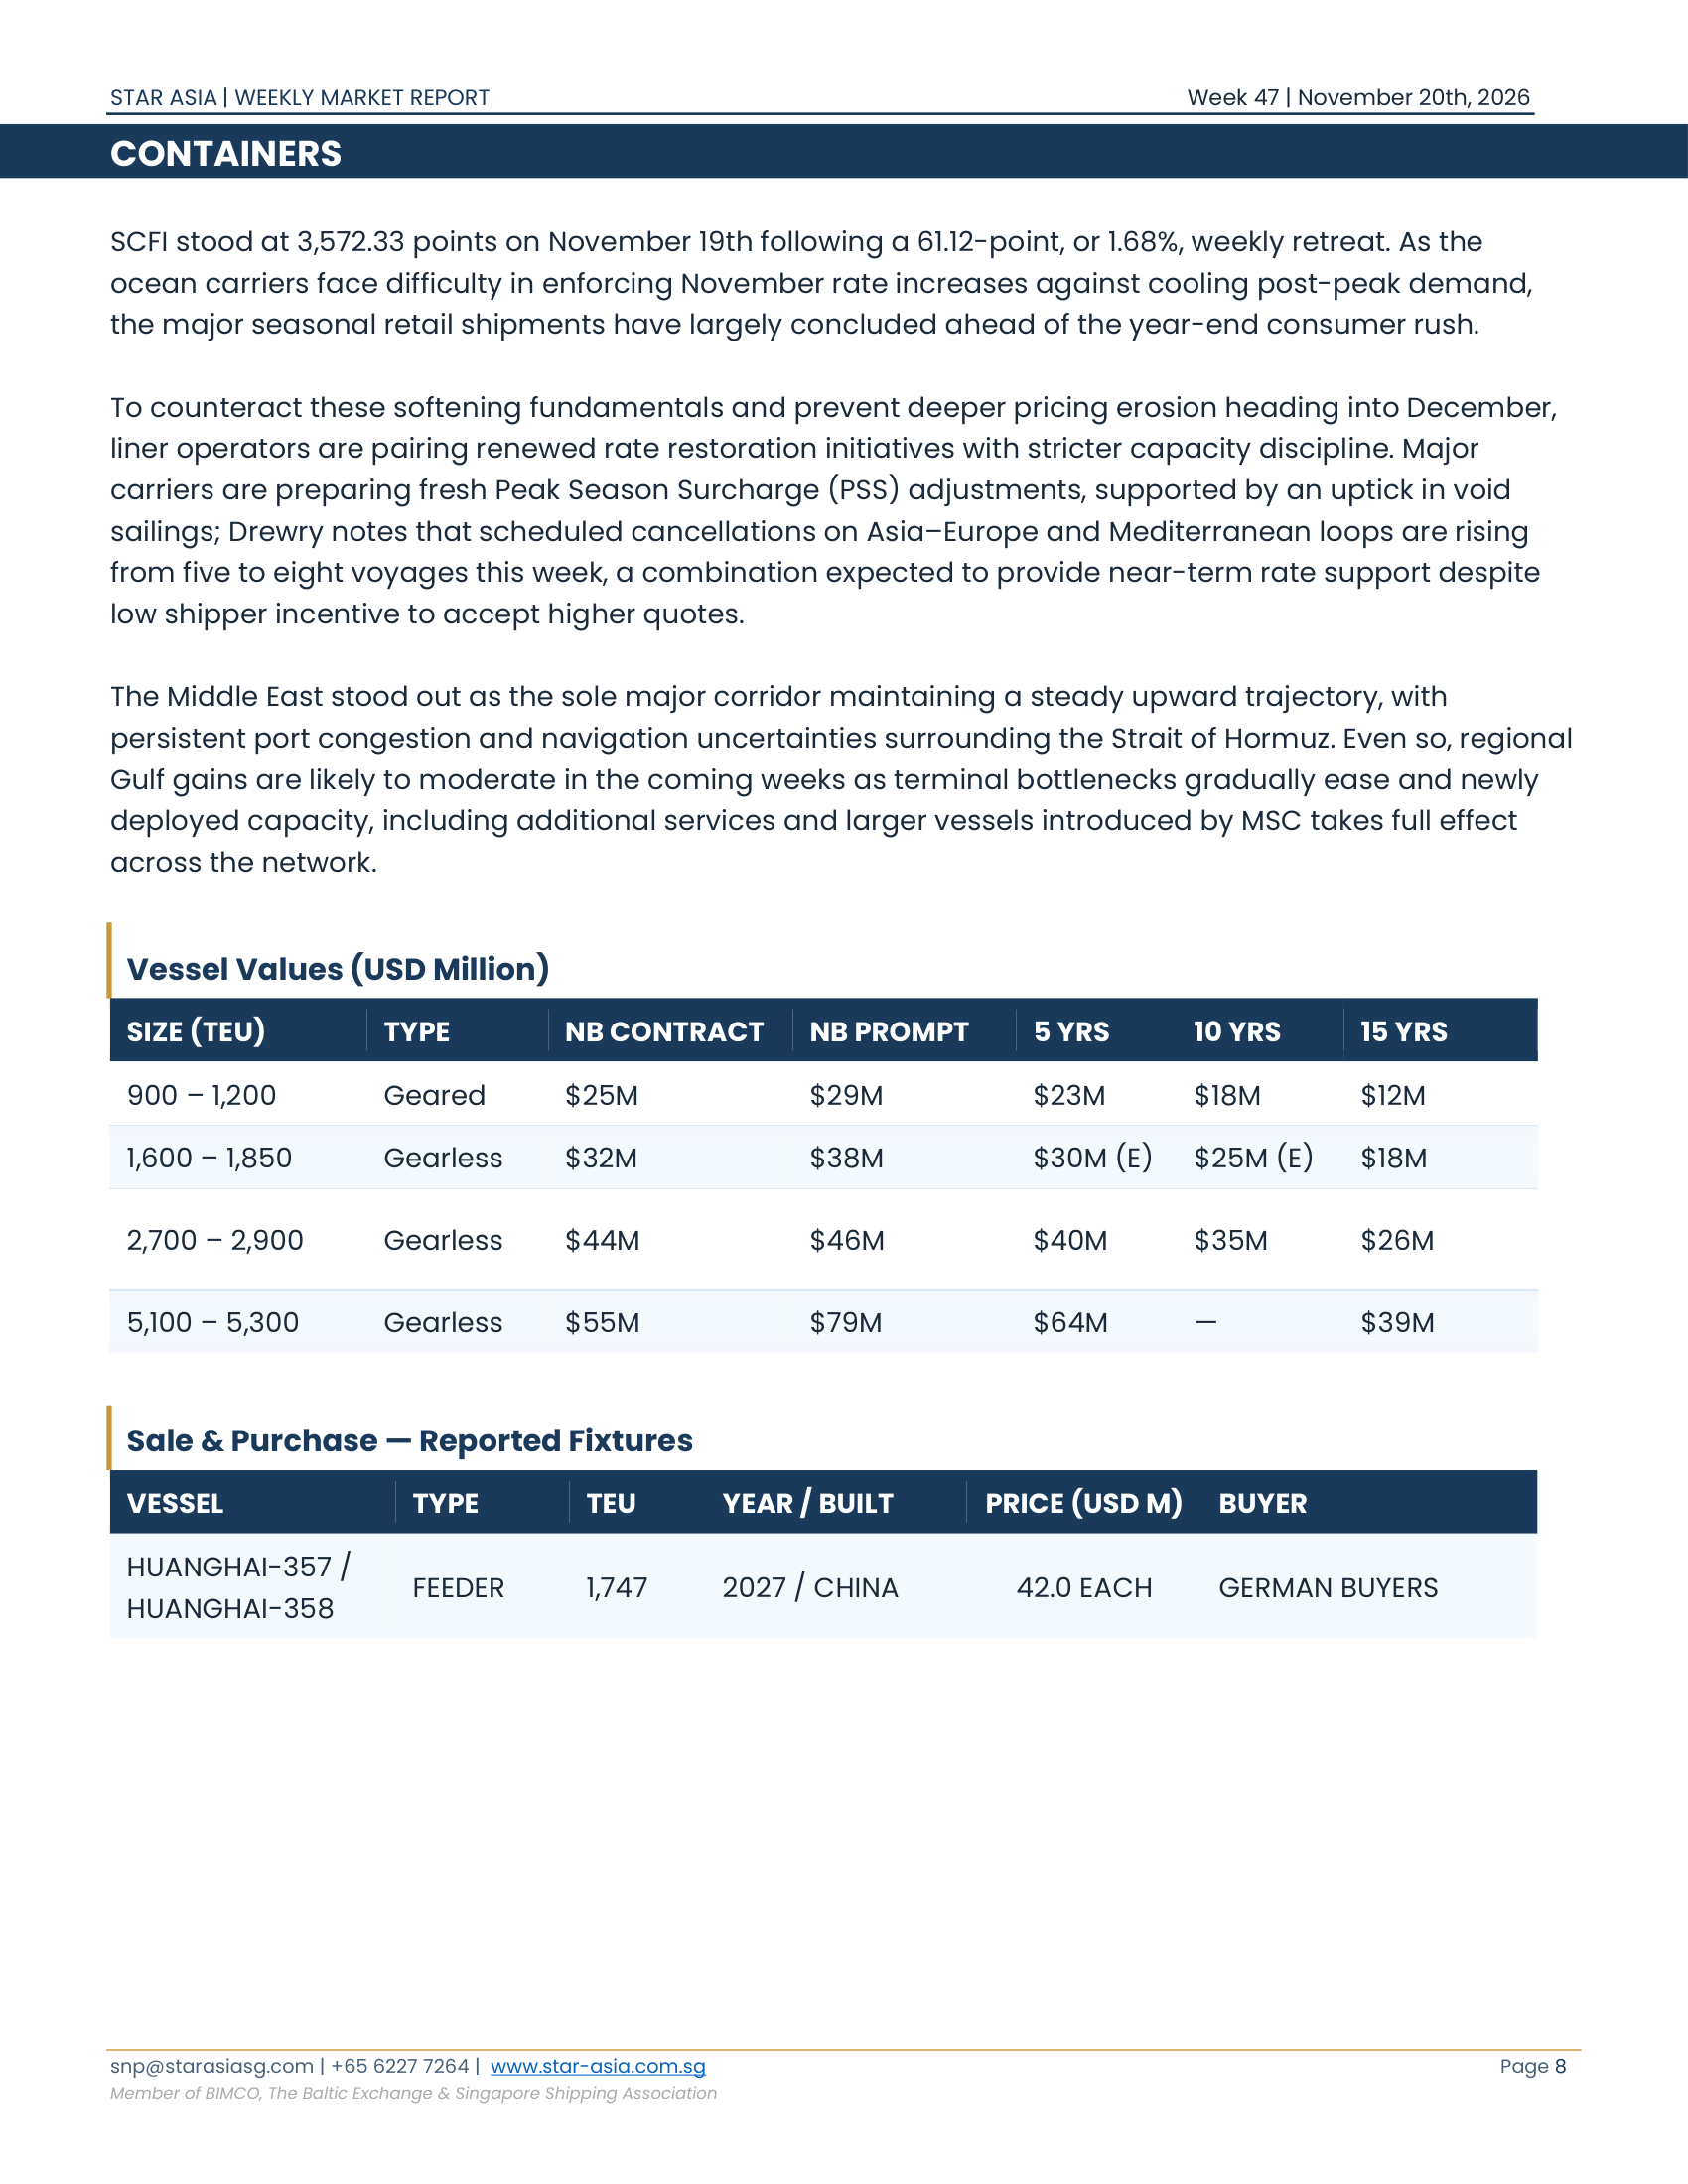 STAR ASIA | WEEKLY MARKET REPORT Week 47 | November 20th, 2026
CONTAINERS
SCFI stood at 3,572.33 points on November 19th following a 61.12-point, or 1.68%, weekly retreat. As the
ocean carriers face difficulty in enforcing November rate increases against cooling post-peak demand,
the major seasonal retail shipments have largely concluded ahead of the year-end consumer rush.
To counteract these softening fundamentals and prevent deeper pricing erosion heading into December,
liner operators are pairing renewed rate restoration initiatives with stricter capacity discipline. Major
carriers are preparing fresh Peak Season Surcharge (PSS) adjustments, supported by an uptick in void
sailings; Drewry notes that scheduled cancellations on Asia–Europe and Mediterranean loops are rising
from five to eight voyages this week, a combination expected to provide near-term rate support despite
low shipper incentive to accept higher quotes.
The Middle East stood out as the sole major corridor maintaining a steady upward trajectory, with
persistent port congestion and navigation uncertainties surrounding the Strait of Hormuz. Even so, regional
Gulf gains are likely to moderate in the coming weeks as terminal bottlenecks gradually ease and newly
deployed capacity, including additional services and larger vessels introduced by MSC takes full effect
across the network.
Vessel Values (USD Million)
SIZE (TEU) TYPE NB CONTRACT NB PROMPT 5 YRS 10 YRS 15 YRS
900 – 1,200 Geared $25M $29M $23M $18M $12M
1,600 – 1,850 Gearless $32M $38M $30M (E) $25M (E) $18M
2,700 – 2,900 Gearless $44M $46M $40M $35M $26M
5,100 – 5,300 Gearless $55M $79M $64M — $39M
Sale & Purchase — Reported Fixtures
VESSEL TYPE TEU YEAR / BUILT PRICE (USD M) BUYER
HUANGHAI-357 /
HUANGHAI-358 FEEDER 1,747 2027 / CHINA 42.0 EACH GERMAN BUYERS
snp@starasiasg.com | +65 6227 7264 | www.star-asia.com.sg Page 8
Member of BIMCO, The Baltic Exchange & Singapore Shipping Association